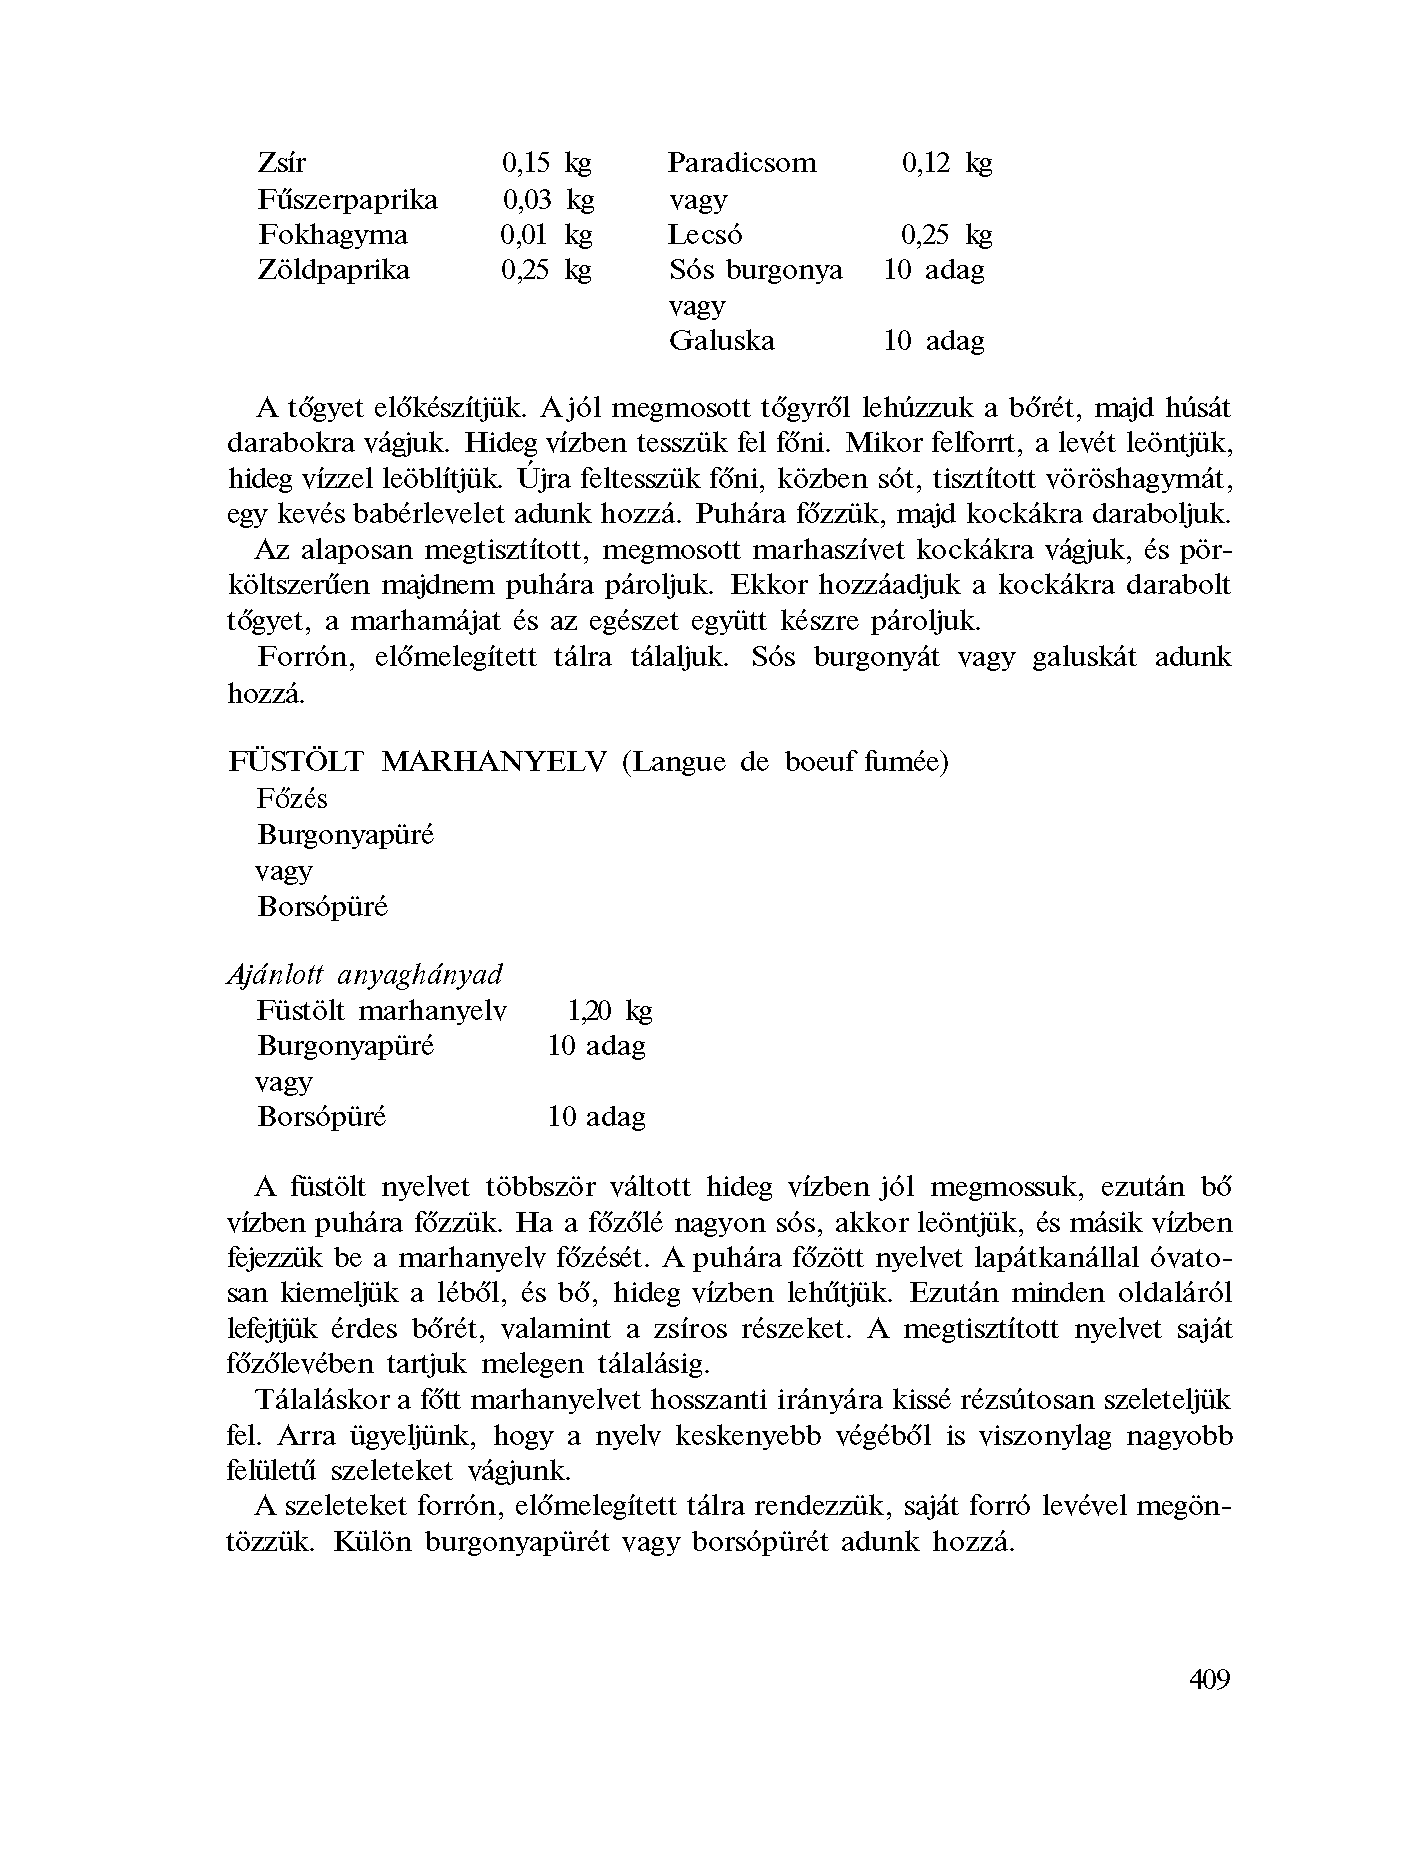 Zsír 0,15 kg Paradicsom 0,12 kg
Fűszerpaprika 0,03 kg vagy
Fokhagyma 0,01 kg Lecsó 0,25 kg
Zöldpaprika 0,25 kg Sós burgonya 10 adag
vagy
Galuska 10 adag
A tőgyet előkészítjük. A jól megmosott tőgyről lehúzzuk a bőrét, majd húsát
darabokra vágjuk. Hideg vízben tesszük fel főni. Mikor felforrt, a levét leöntjük,
hideg vízzel leöblítjük. Újra feltesszük főni, közben sót, tisztított vöröshagymát,
egy kevés babérlevelet adunk hozzá. Puhára főzzük, majd kockákra daraboljuk.
Az alaposan megtisztított, megmosott marhaszívet kockákra vágjuk, és pör-
költszerűen majdnem puhára pároljuk. Ekkor hozzáadjuk a kockákra darabolt
tőgyet, a marhamájat és az egészet együtt készre pároljuk.
Forrón, előmelegített tálra tálaljuk. Sós burgonyát vagy galuskát adunk
hozzá.
FÜSTÖLT MARHANYELV (Langue de boeuf fumée)
Főzés
Burgonyapüré
vagy
Borsópüré
Ajánlott anyaghányad
Füstölt marhanyelv 1,20 kg
Burgonyapüré 10 adag
vagy
Borsópüré 10 adag
A füstölt nyelvet többször váltott hideg vízben jól megmossuk, ezután bő
vízben puhára főzzük. Ha a főzőlé nagyon sós, akkor leöntjük, és másik vízben
fejezzük be a marhanyelv főzését. A puhára főzött nyelvet lapátkanállal óvato-
san kiemeljük a léből, és bő, hideg vízben lehűtjük. Ezután minden oldaláról
lefejtjük érdes bőrét, valamint a zsíros részeket. A megtisztított nyelvet saját
főzőlevében tartjuk melegen tálalásig.
Tálaláskor a főtt marhanyelvet hosszanti irányára kissé rézsútosan szeleteljük
fel. Arra ügyeljünk, hogy a nyelv keskenyebb végéből is viszonylag nagyobb
felületű szeleteket vágjunk.
A szeleteket forrón, előmelegített tálra rendezzük, saját forró levével megön-
tözzük. Külön burgonyapürét vagy borsópürét adunk hozzá.
409